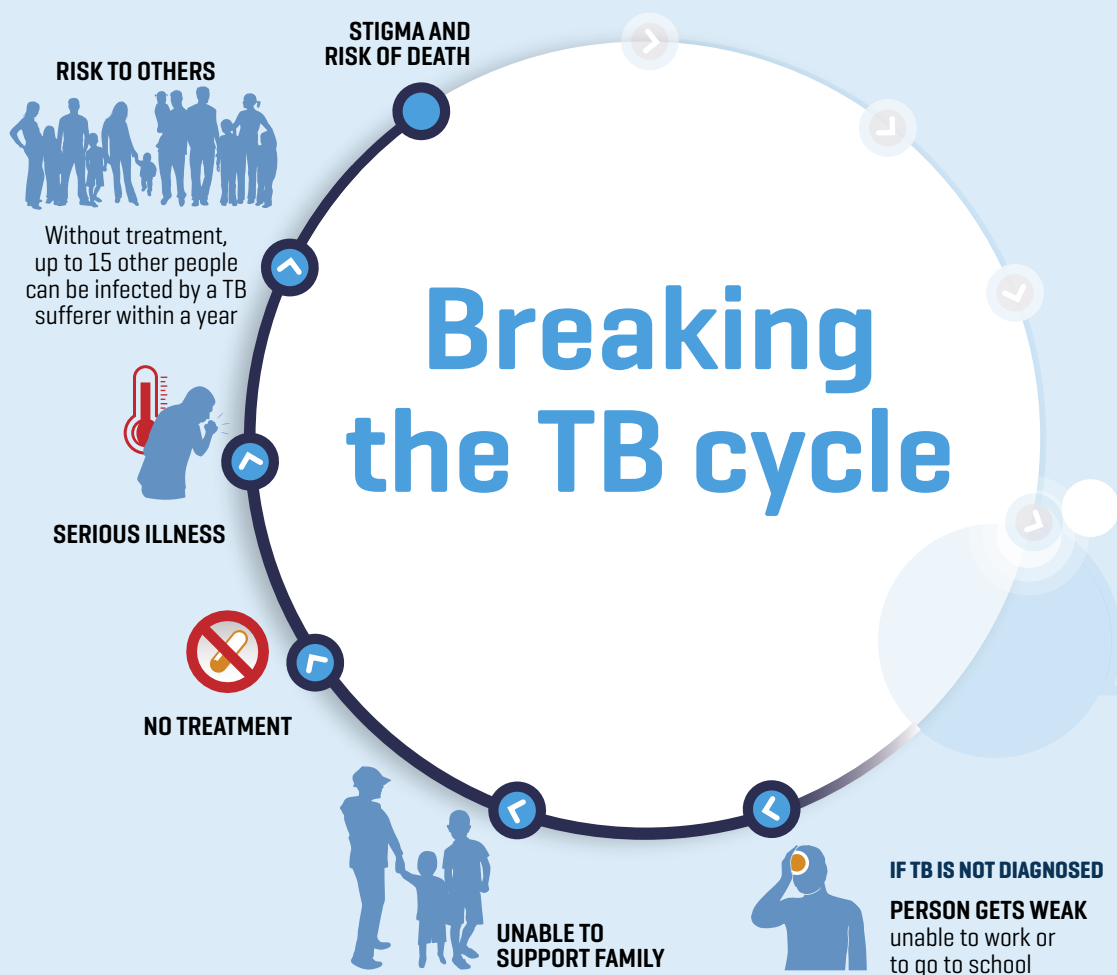 STIGMA AND
RISK OF DEATH
RISK TO OTHERS
Without treatment,
up to 15 other people
can be infected by a TB
sufferer within a year
Breaking
the TB cycle
SERIOUS ILLNESS
NO TREATMENT
UNABLE TO
SUPPORT FAMILY
IF TB IS NOT DIAGNOSED
PERSON GETS WEAK
unable to work or
to go to school